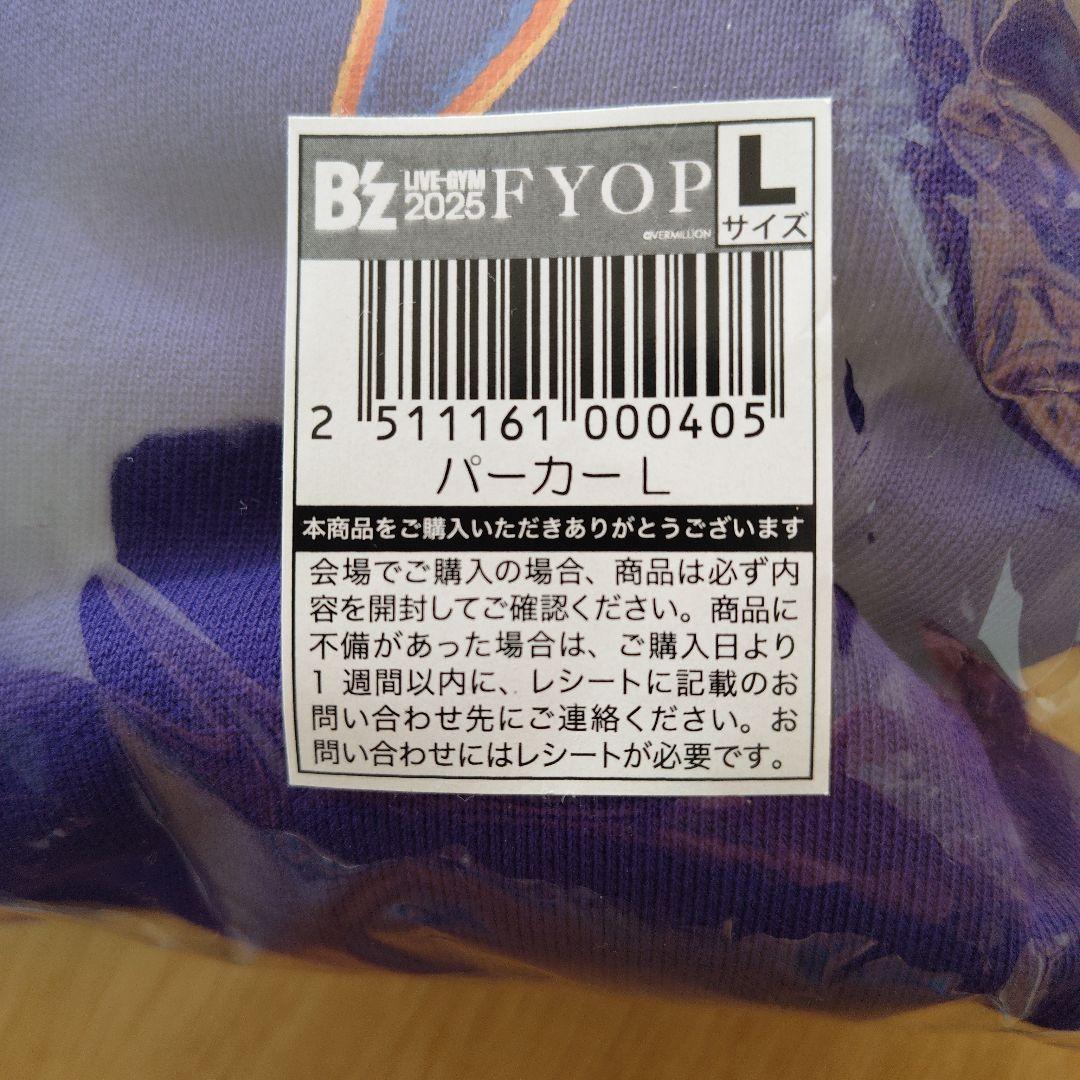 B'z LIVE-GYM 2025 FYOP
©VERMILLION
L
サイズ
2 511161 000405
パーカー L
本商品をご購入いただきありがとうございます
会場でご購入の場合、商品は必ず内
容を開封してご確認ください。商品に
不備があった場合は、ご購入日より
1 週間以内に、レシートに記載のお
問い合わせ先にご連絡ください。お
問い合わせにはレシートが必要です。